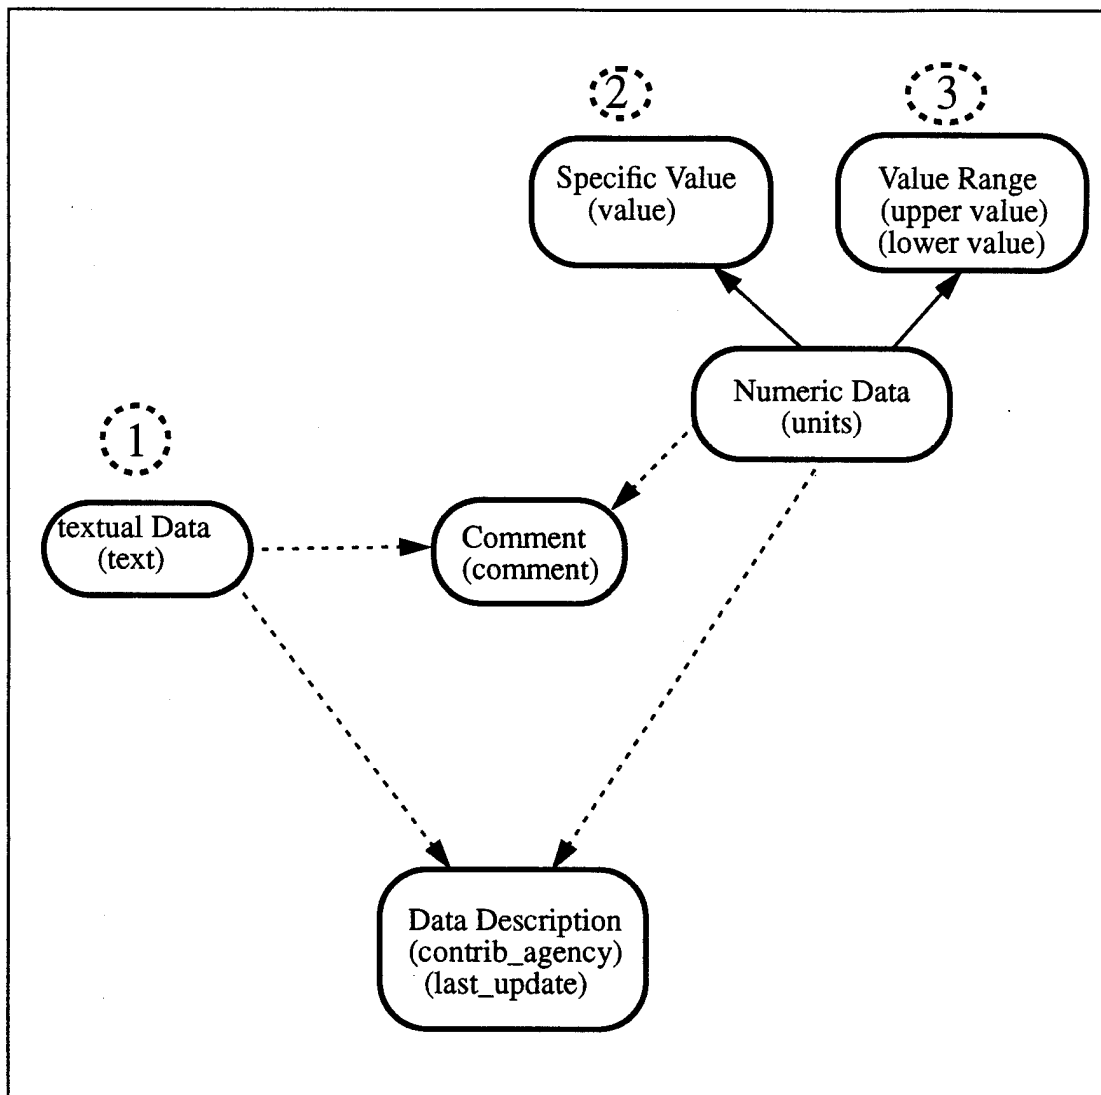 2
3
Specific Value
(value)
Value Range
(upper value)
(lower value)
Numeric Data
(units)
1
textual Data
(text)
Comment
(comment)
Data Description
(contrib_agency)
(last_update)